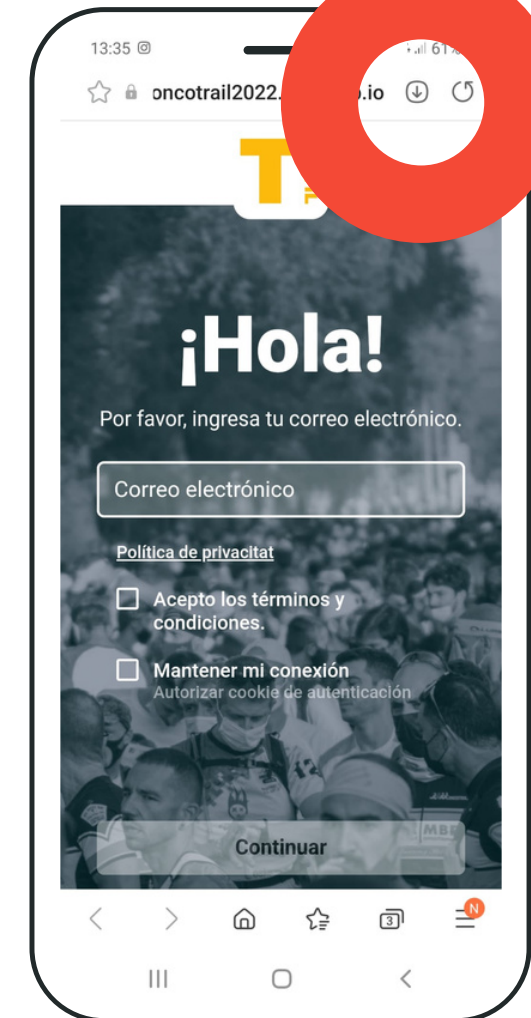 13:35
oncotrail2022. .io
T
¡Hola!
Por favor, ingresa tu correo electrónico.
Correo electrónico
Política de privacitat
Acepto los términos y
condiciones.
Mantener mi conexión
Autorizar cookie de autenticación
Continuar
3
N